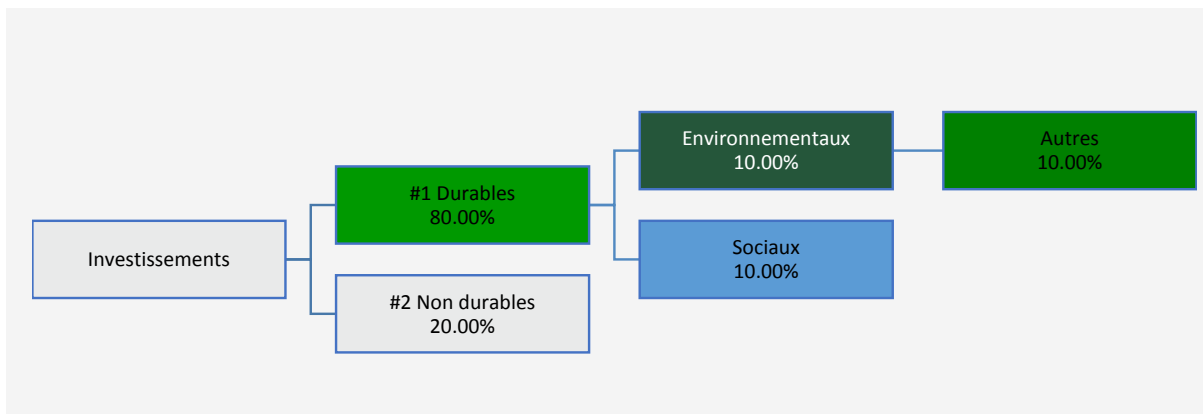 Investissements
#1 Durables
80.00%
#2 Non durables
20.00%
Environnementaux
10.00%
Sociaux
10.00%
Autres
10.00%